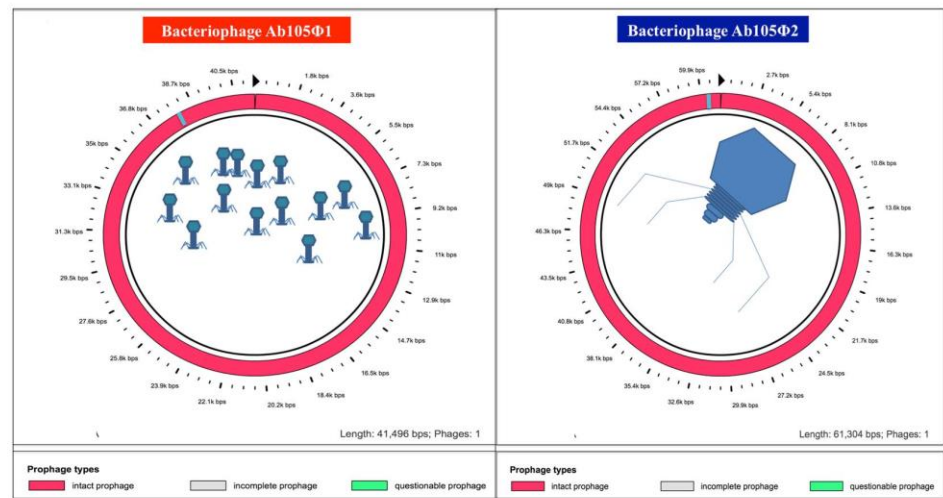 Bacteriophage Ab105Φ1
40.5k bps
1.8k bps
3.6k bps
5.5k bps
7.3k bps
9.2k bps
11k bps
12.9k bps
14.7k bps
16.5k bps
18.4k bps
20.2k bps
22.1k bps
23.9k bps
25.8k bps
27.6k bps
29.5k bps
31.3k bps
33.1k bps
35k bps
36.8k bps
38.7k bps
Length: 41,496 bps; Phages: 1
Prophage types
intact prophage
incomplete prophage
questionable prophage
Bacteriophage Ab105Φ2
59.9k bps
2.7k bps
5.4k bps
8.1k bps
10.8k bps
13.6k bps
16.3k bps
19k bps
21.7k bps
24.5k bps
27.2k bps
29.9k bps
32.6k bps
35.4k bps
38.1k bps
40.8k bps
43.5k bps
46.3k bps
49k bps
51.7k bps
54.4k bps
57.2k bps
Length: 61,304 bps; Phages: 1
Prophage types
intact prophage
incomplete prophage
questionable prophage